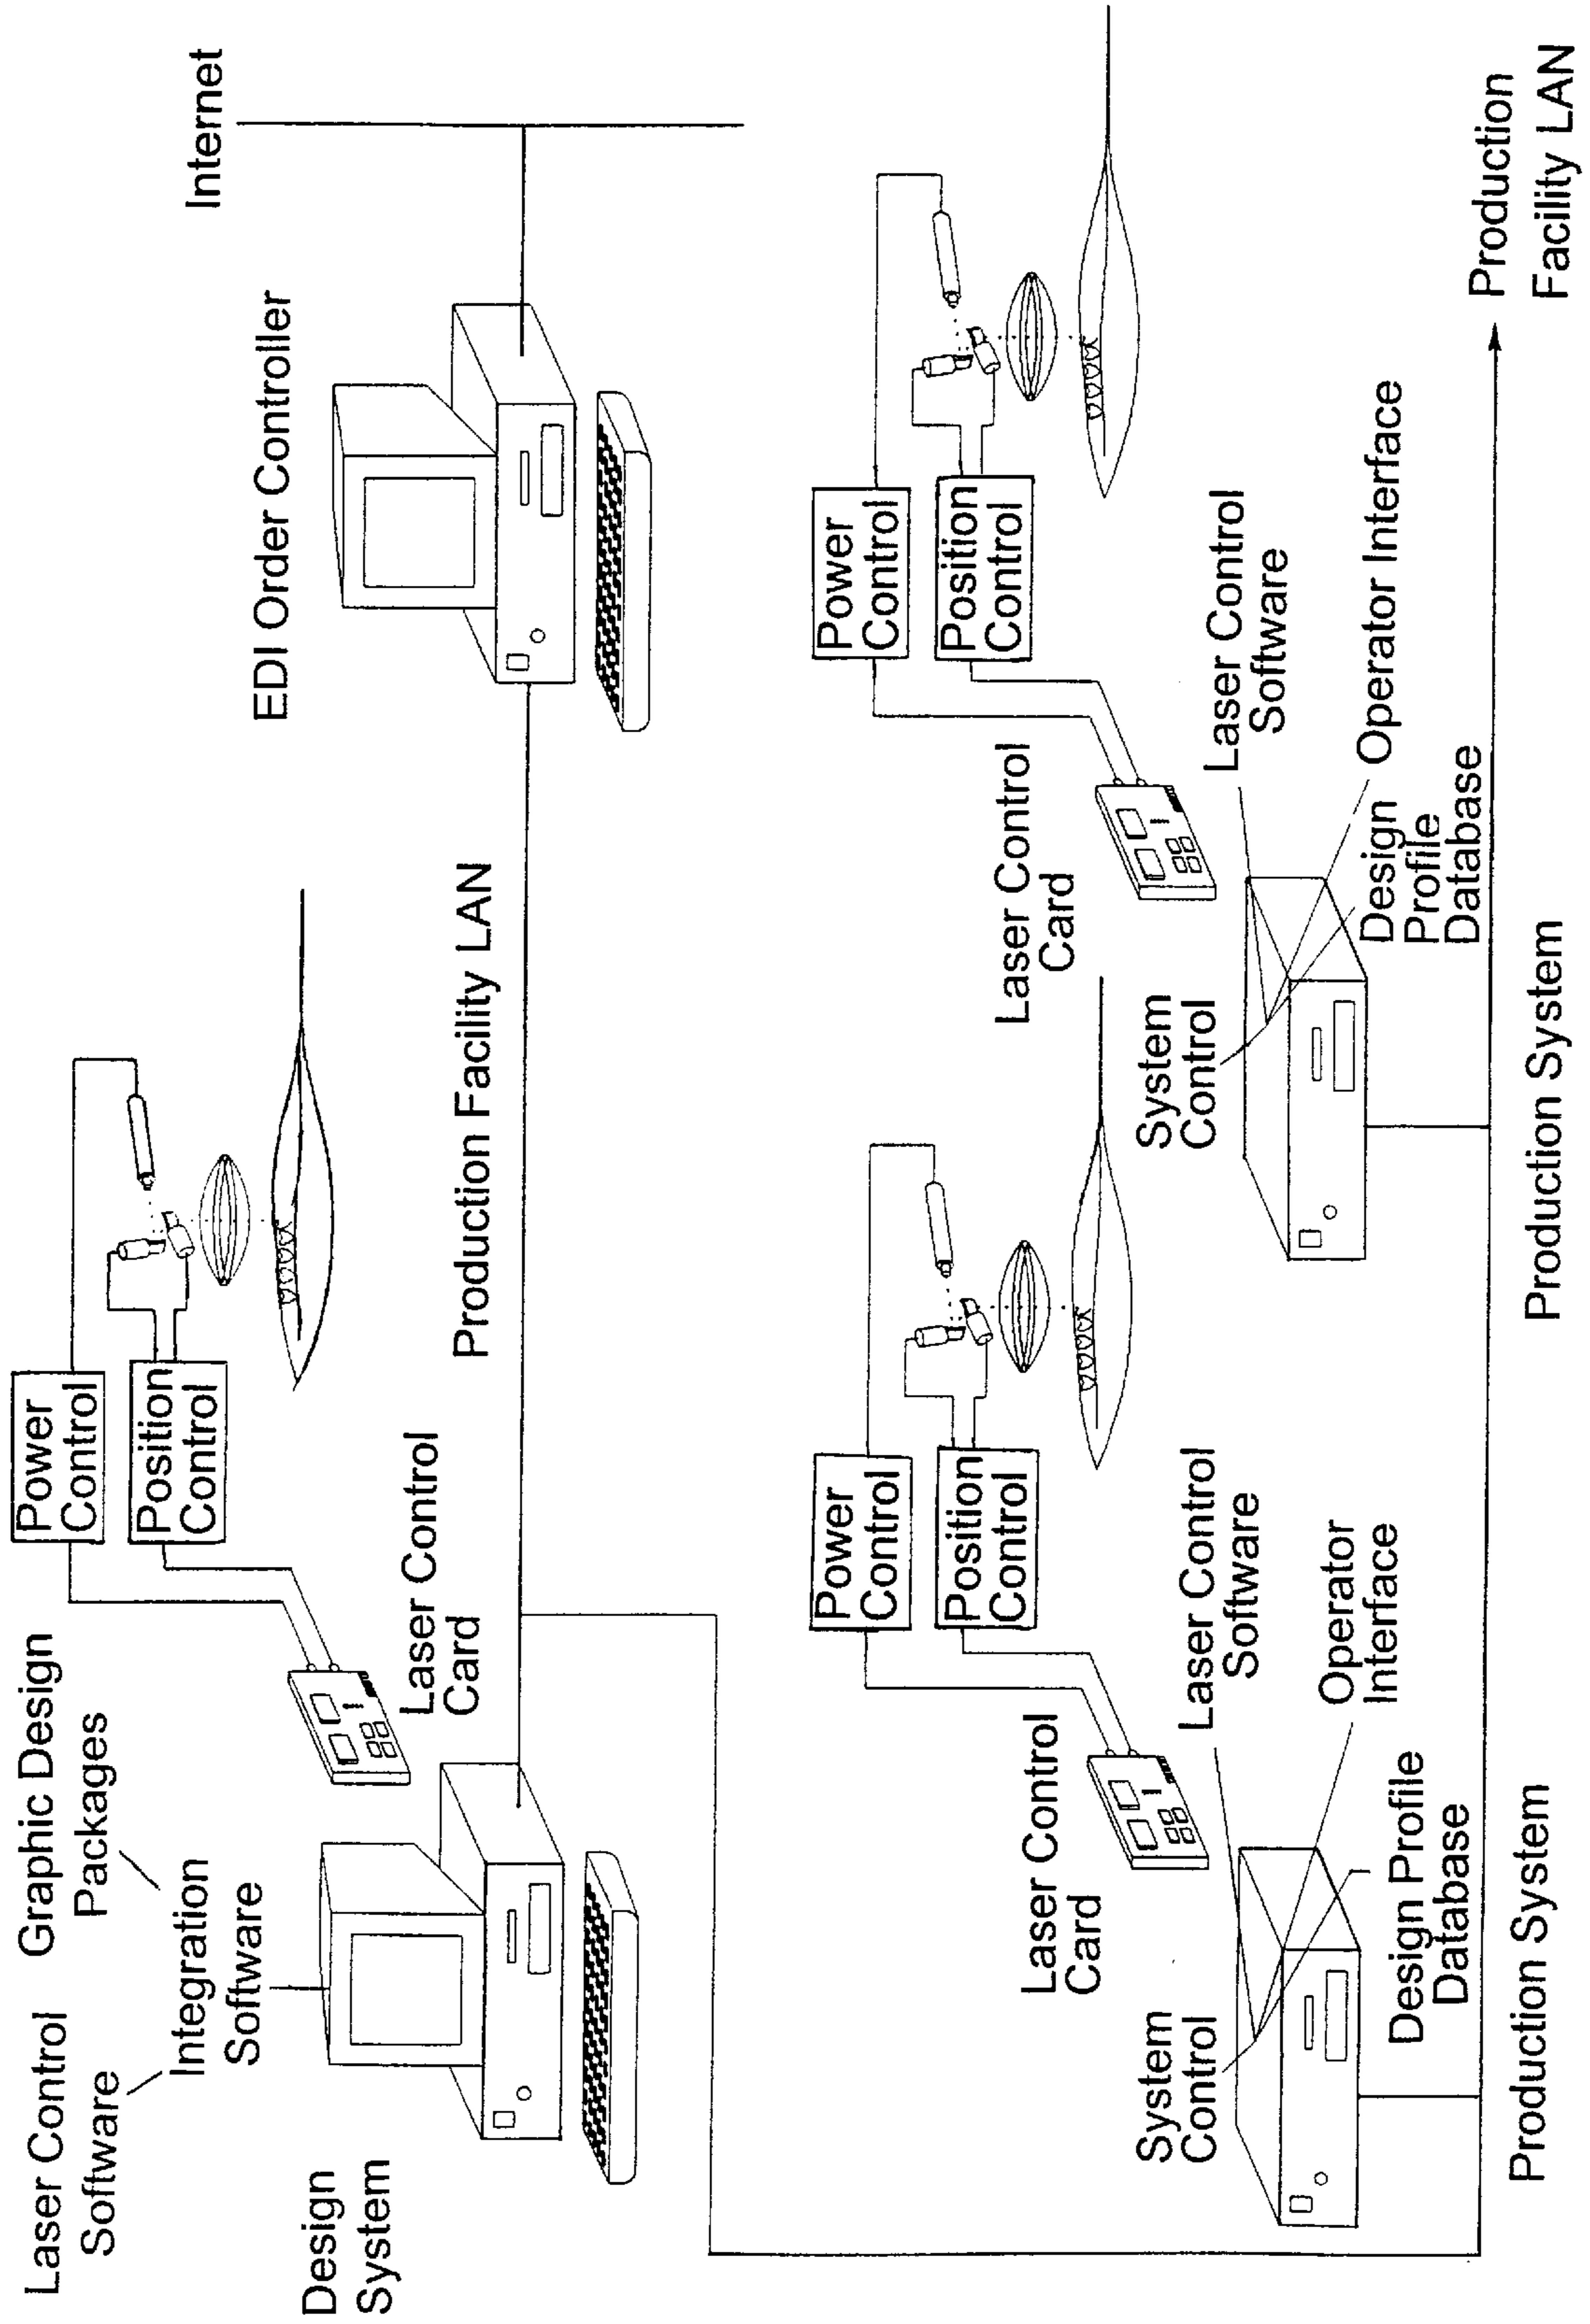 Laser Control
Software
Graphic Design
Packages
Integration
Software
Design
System
Power
Control
Position
Control
Laser Control
Card
Production Facility LAN
EDI Order Controller
Internet
Power
Control
Position
Control
Laser Control
Card
Laser Control
Software
Operator
Interface
System
Control
Design Profile
Database
Production System
Power
Control
Position
Control
Laser Control
Card
Laser Control
Software
Operator Interface
System
Control
Design
Profile
Database
Production System
Production
Facility LAN